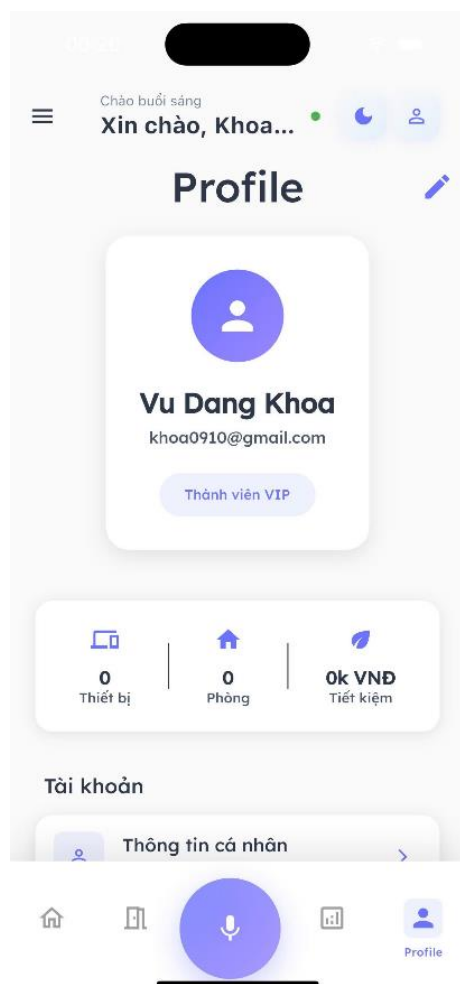 Chào buổi sáng
Xin chào, Khoa...
Profile
Vu Dang Khoa
khoa0910@gmail.com
Thành viên VIP
0
Thiết bị
0
Phòng
0k VNĐ
Tiết kiệm
Tài khoản
Thông tin cá nhân
Profile